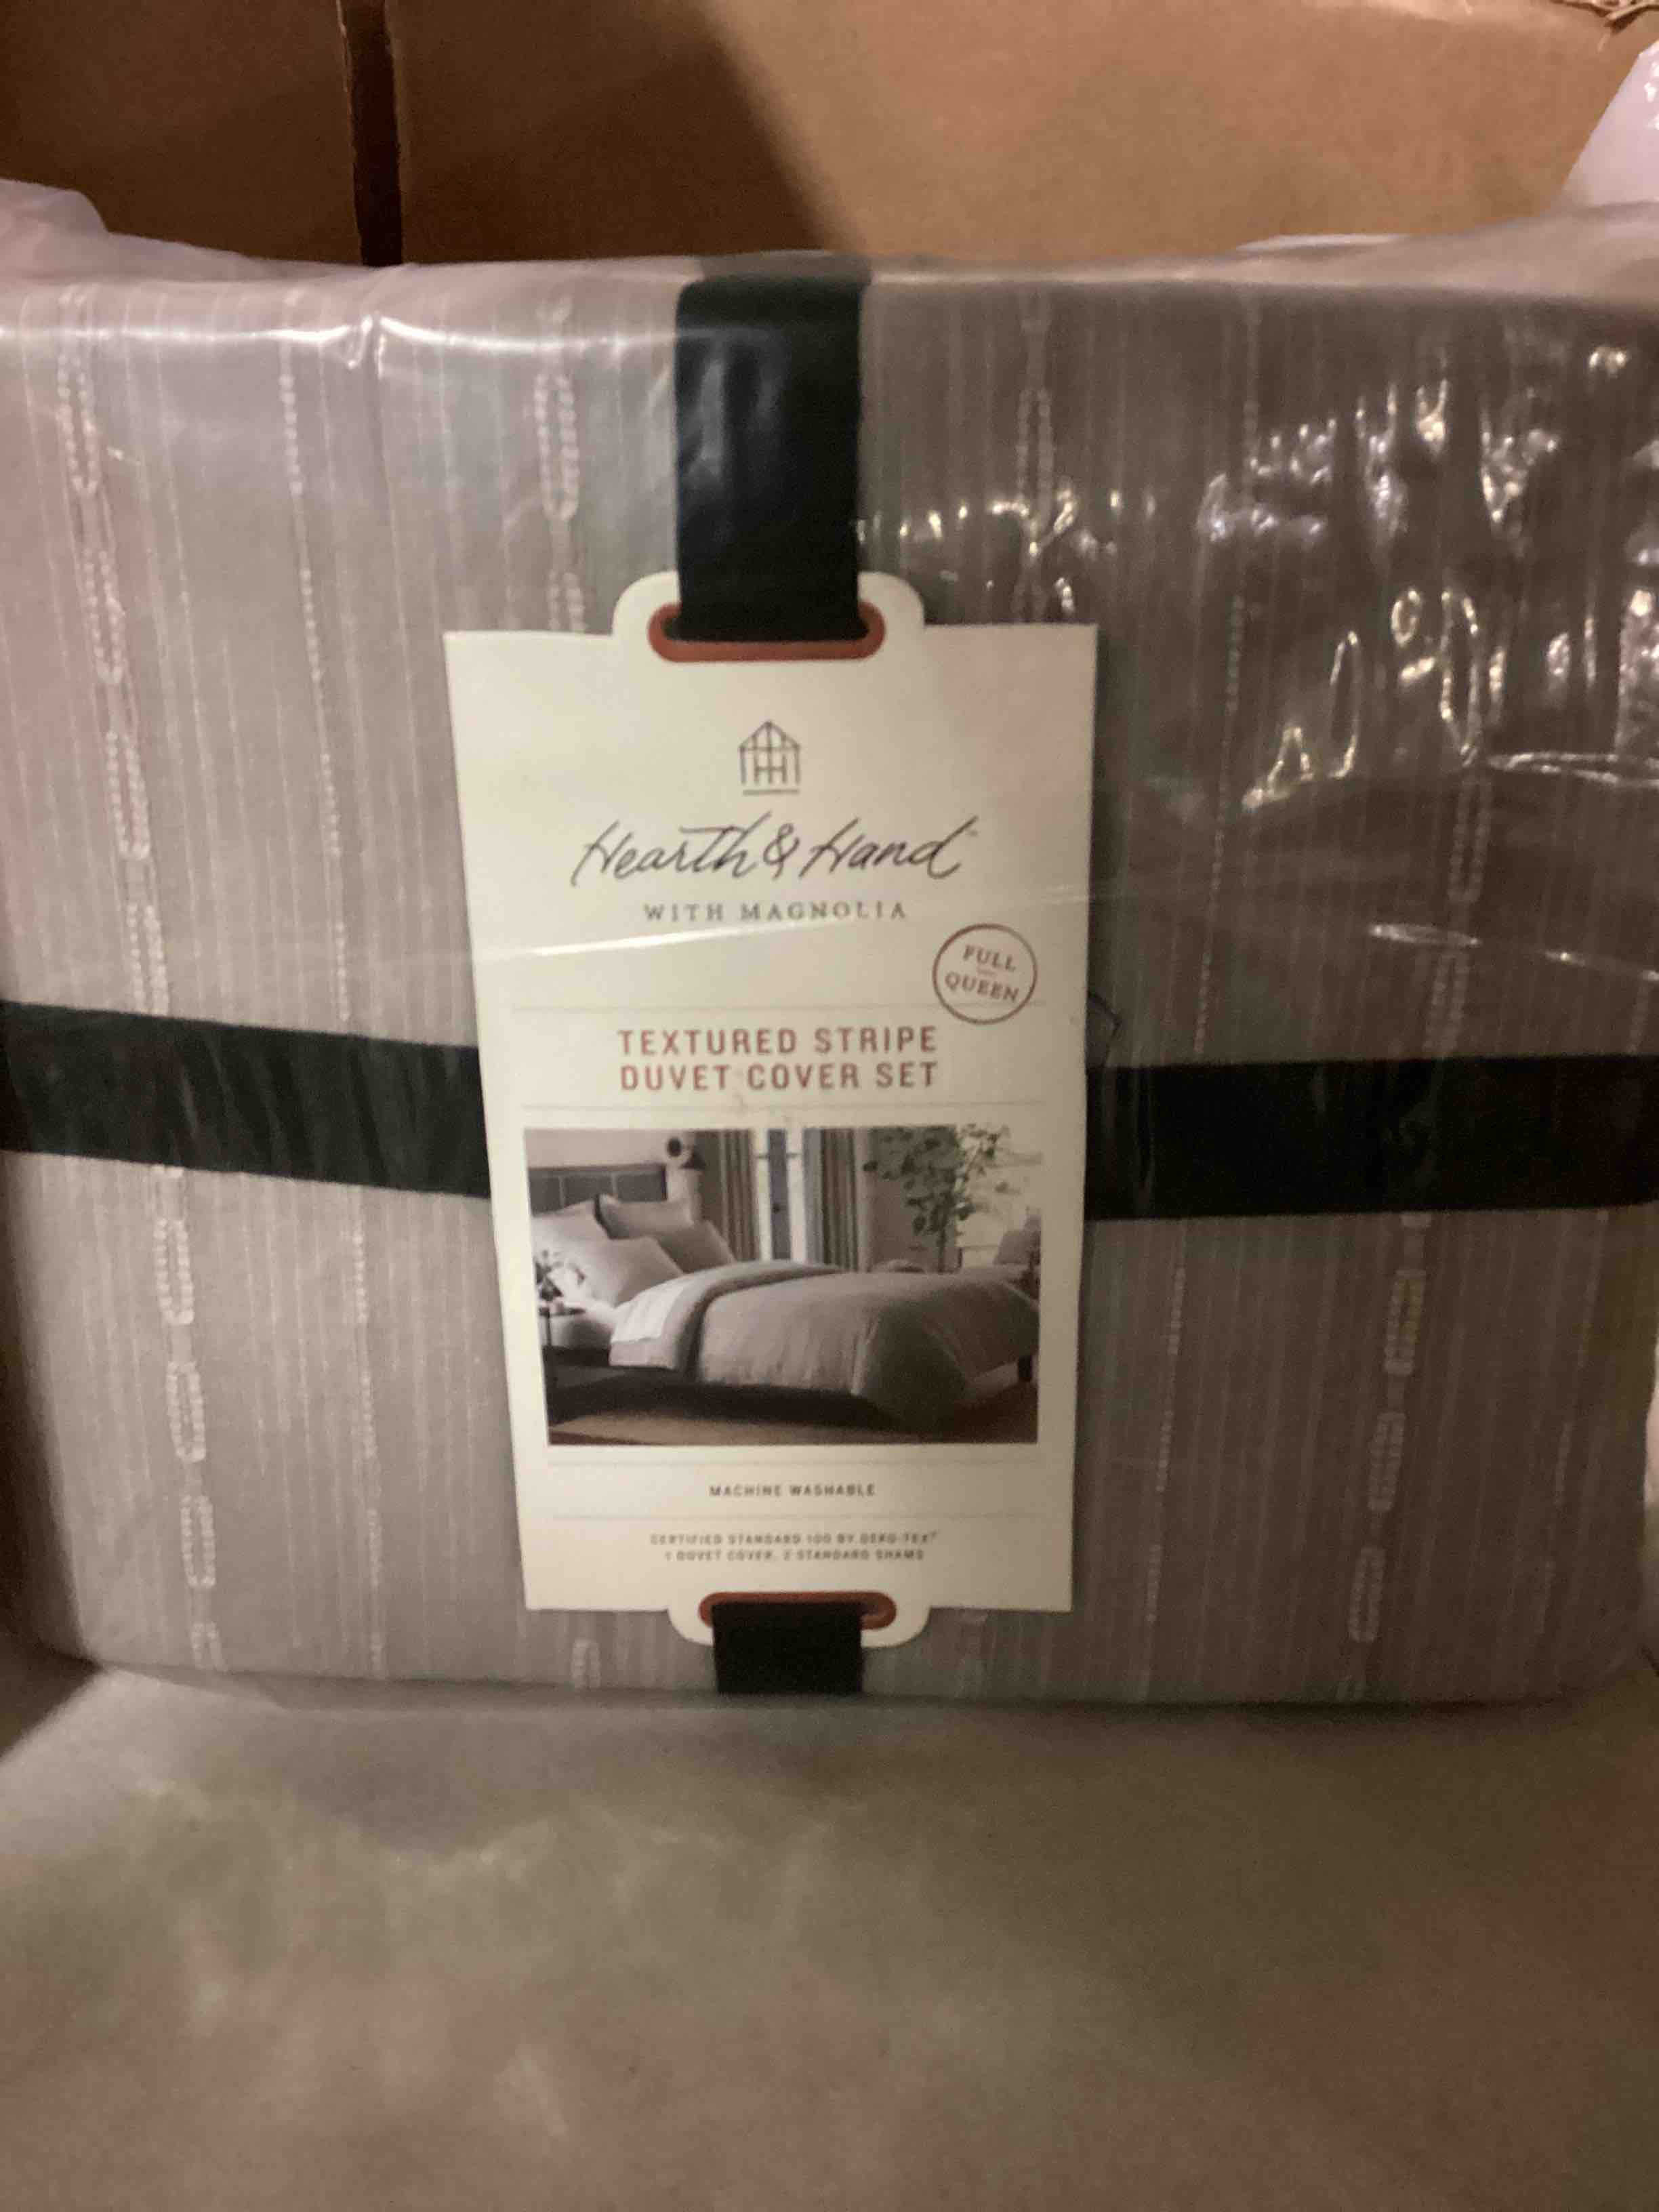 Hearth & Hand™
WITH MAGNOLIA
FULL
QUEEN
TEXTURED STRIPE
DUVET COVER SET
MACHINE WASHABLE
CERTIFIED STANDARD 100 BY OEKO-TEX®
1 DUVET COVER, 2 STANDARD SHAMS